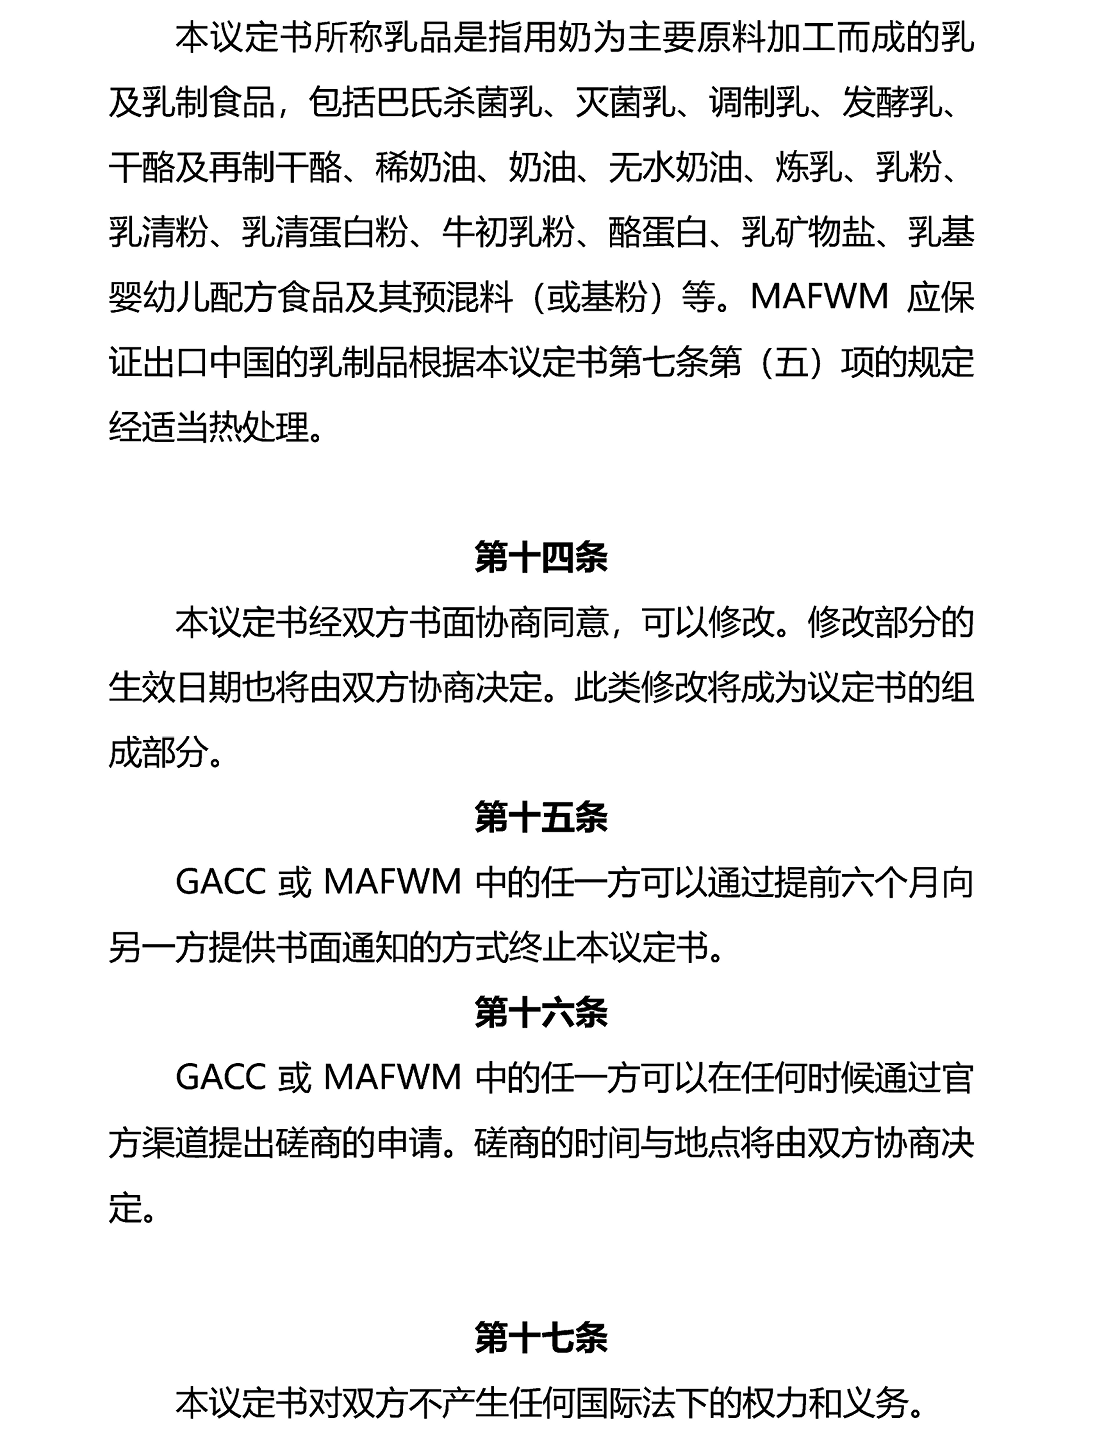 本议定书所称乳品是指用奶为主要原料加工而成的乳
及乳制食品，包括巴氏杀菌乳、灭菌乳、调制乳、发酵乳、
干酪及再制干酪、稀奶油、奶油、无水奶油、炼乳、乳粉、
乳清粉、乳清蛋白粉、牛初乳粉、酪蛋白、乳矿物盐、乳基
婴幼儿配方食品及其预混料（或基粉）等。MAFWM 应保
证出口中国的乳制品根据本议定书第七条第（五）项的规定
经适当热处理。
第十四条
本议定书经双方书面协商同意，可以修改。修改部分的
生效日期也将由双方协商决定。此类修改将成为议定书的组
成部分。
第十五条
GACC 或 MAFWM 中的任一方可以通过提前六个月向
另一方提供书面通知的方式终止本议定书。
第十六条
GACC 或 MAFWM 中的任一方可以在任何时候通过官
方渠道提出磋商的申请。磋商的时间与地点将由双方协商决
定。
第十七条
本议定书对双方不产生任何国际法下的权力和义务。